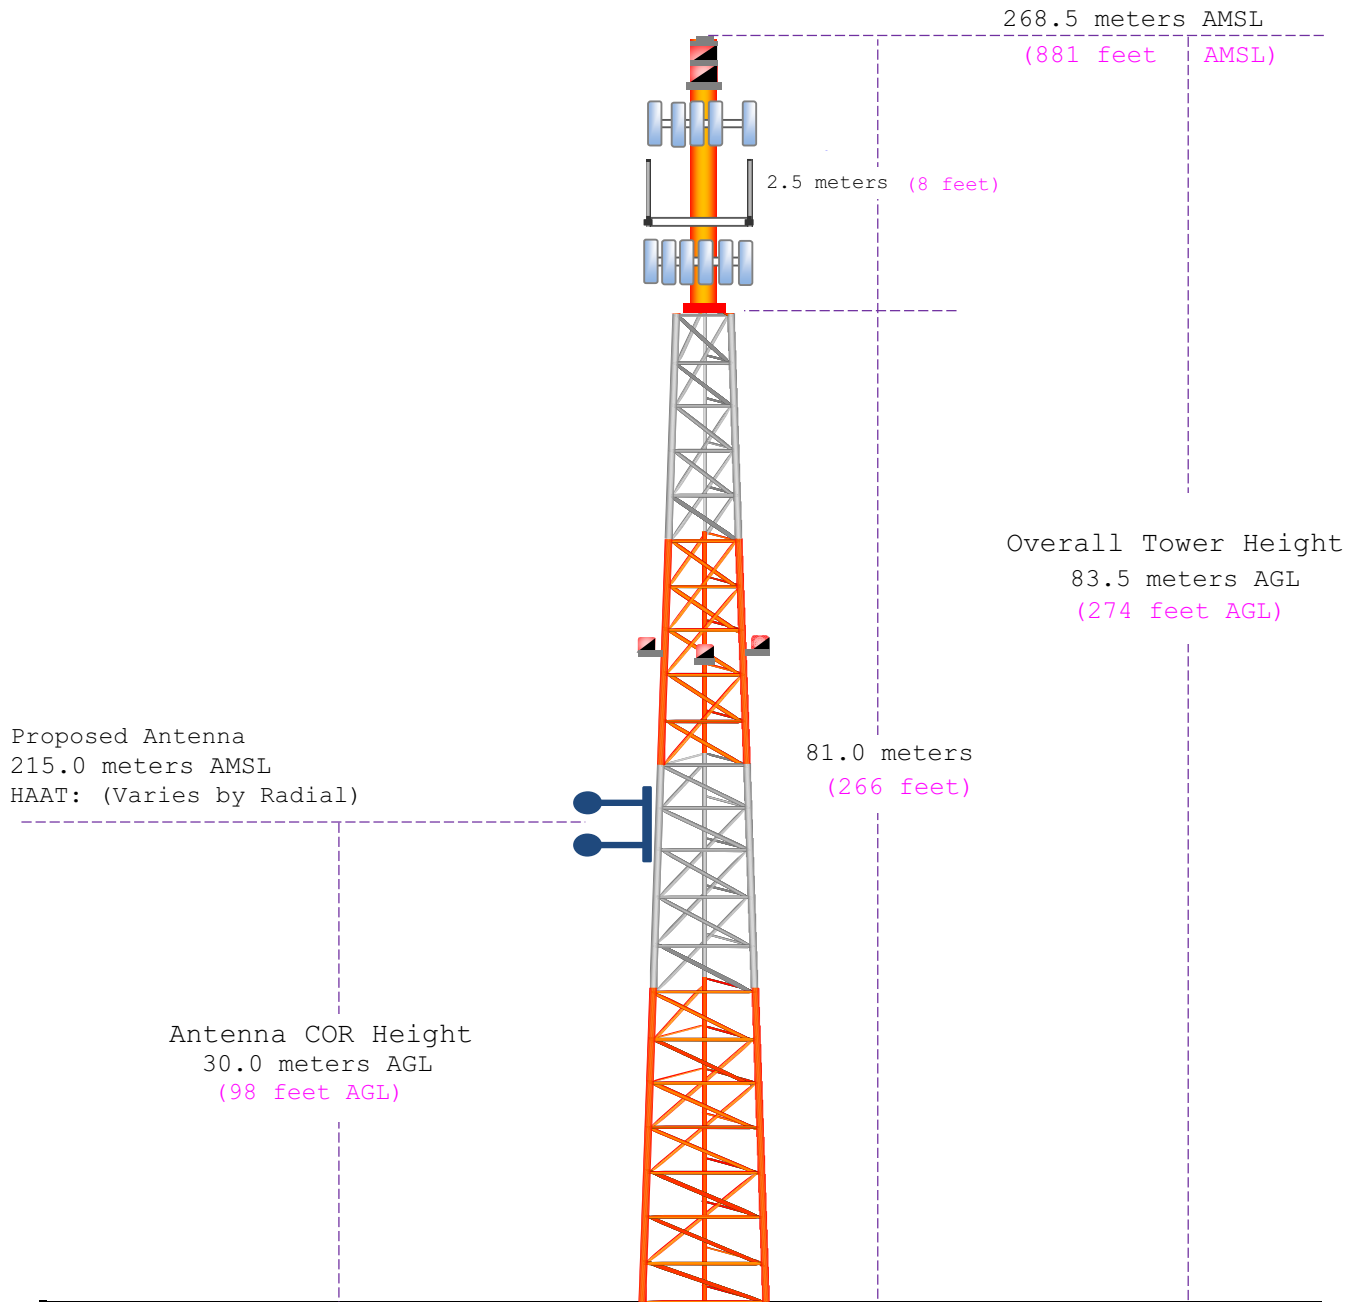 268.5 meters AMSL
(881 feet AMSL)
2.5 meters (8 feet)
Overall Tower Height
83.5 meters AGL
(274 feet AGL)
Proposed Antenna
215.0 meters AMSL
HAAT: (Varies by Radial)
81.0 meters
(266 feet)
Antenna COR Height
30.0 meters AGL
(98 feet AGL)